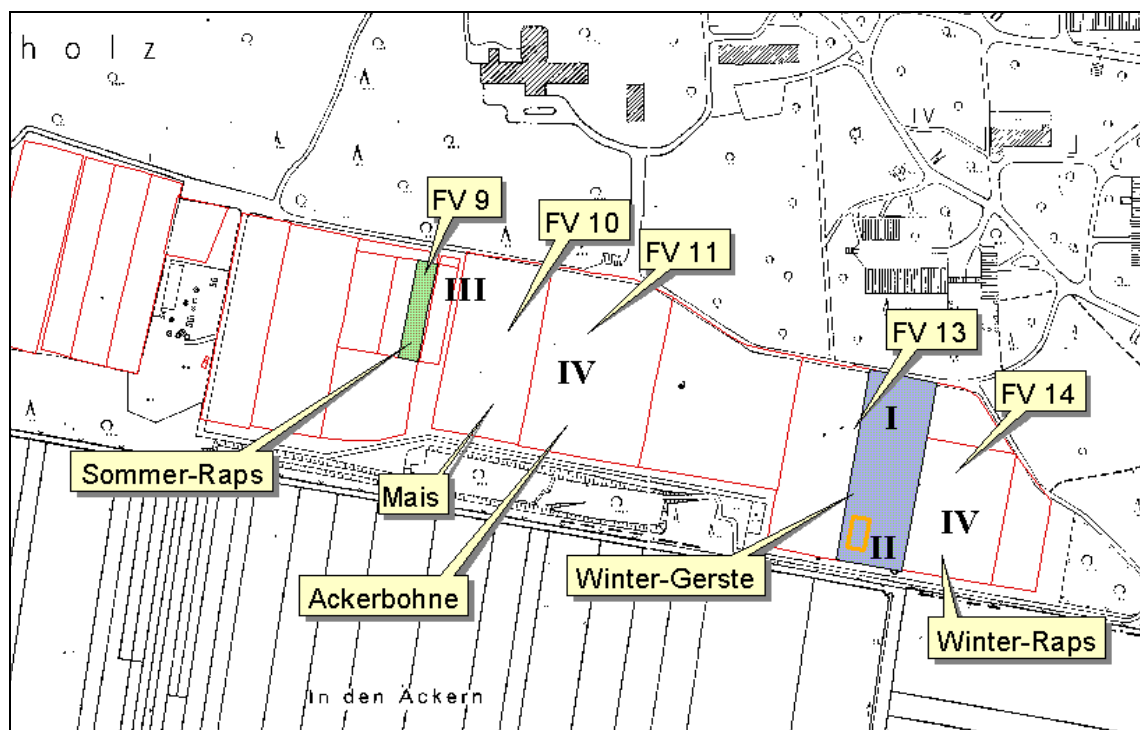 h o l z
I V
FV 9
FV 10
FV 11
III
FV 13
I
FV 14
IV
Sommer-Raps
Mais
Ackerbohne
Winter-Gerste
II
IV
Winter-Raps
In den Äckern